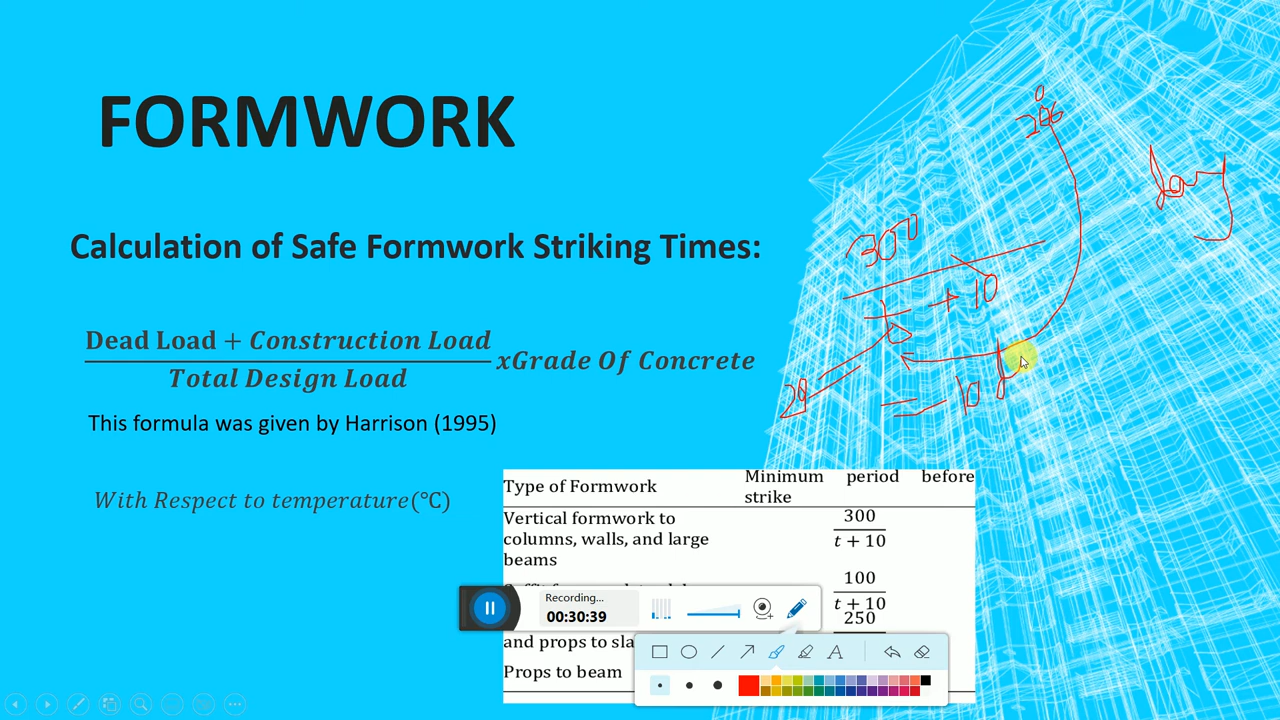 FORMWORK
Calculation of Safe Formwork Striking Times:
Dead Load + Construction Load
Total Design Load
xGrade Of Concrete
This formula was given by Harrison (1995)
With Respect to temperature(℃)
300
t + 10
20
= 10
day
Type of Formwork
Minimum period before
strike
Vertical formwork to
columns, walls, and large
beams
300
t + 10
100
t + 10
250
and props to sla
Props to beam
Recording...
00:30:39
A